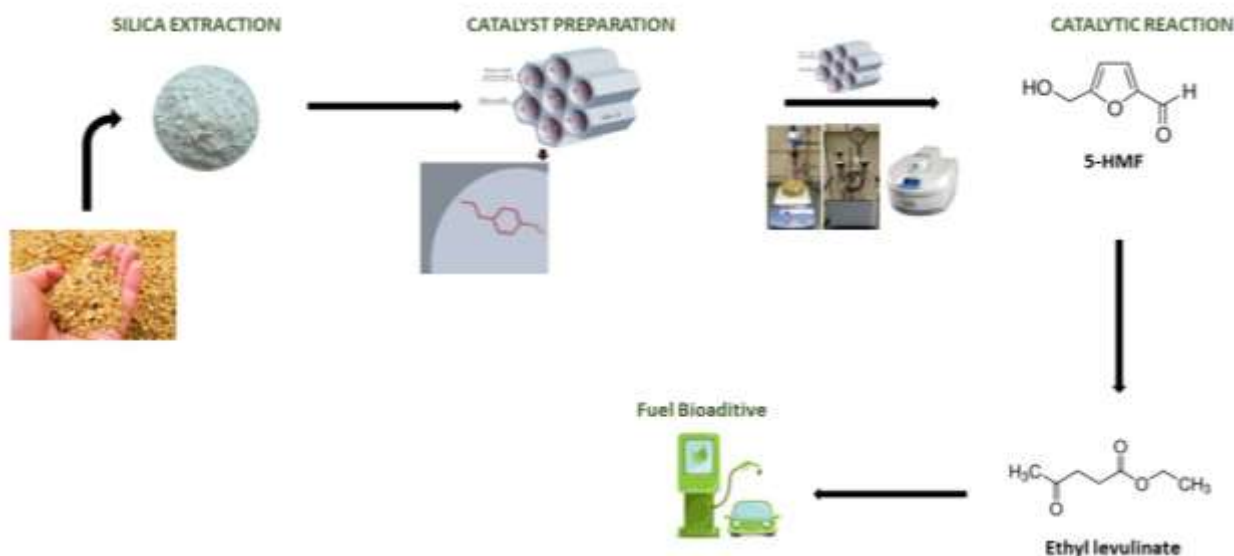 SILICA EXTRACTION
CATALYST PREPARATION
CATALYTIC REACTION
HO
O
H
O
5-HMF
Fuel Bioaditive
H₃C
O
O
O
CH₃
Ethyl levulinate